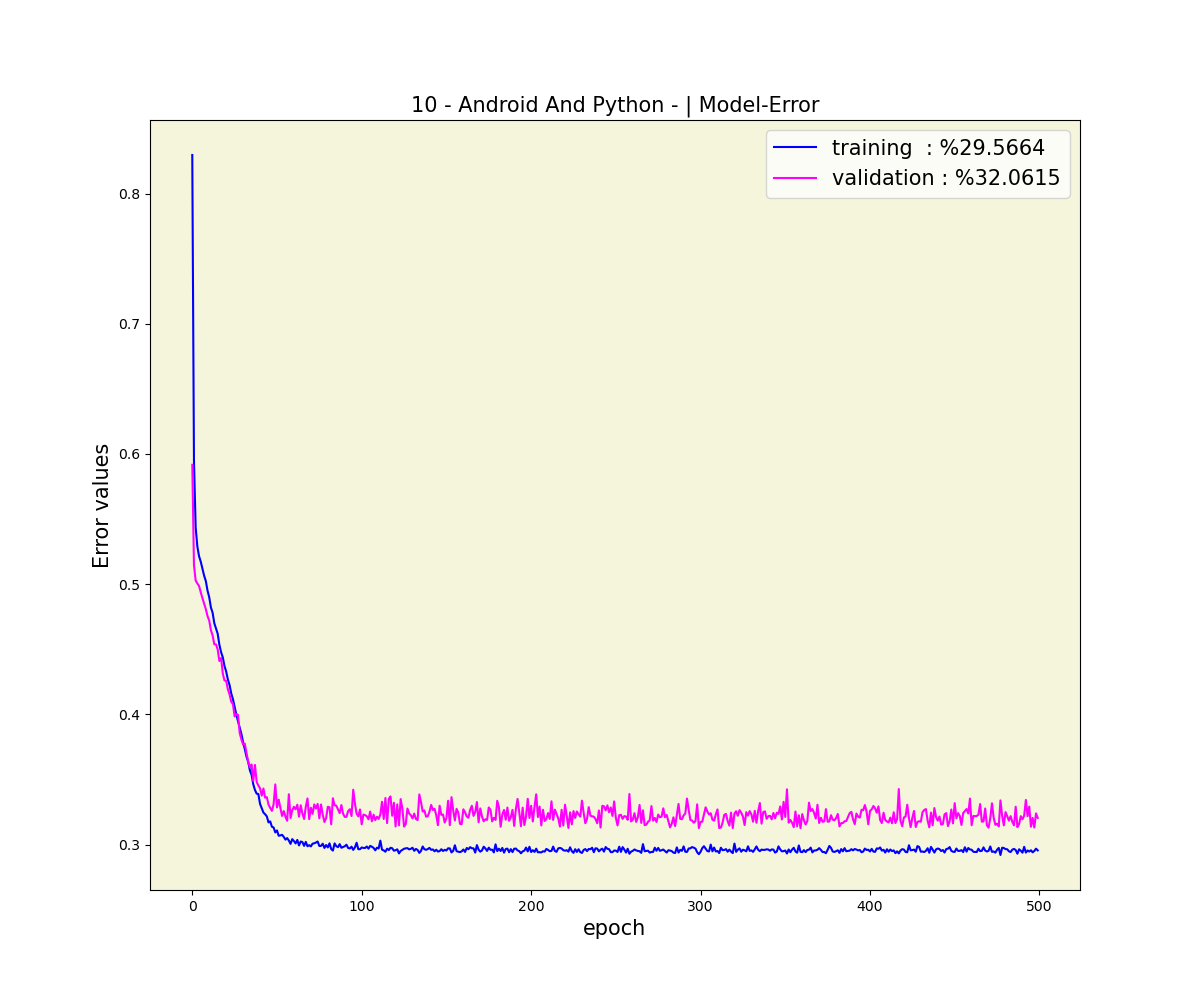 10 - Android And Python - | Model-Error
training  : %29.5664
validation : %32.0615
Error values
0.8
0.7
0.6
0.5
0.4
0.3
0
100
200
300
400
500
epoch